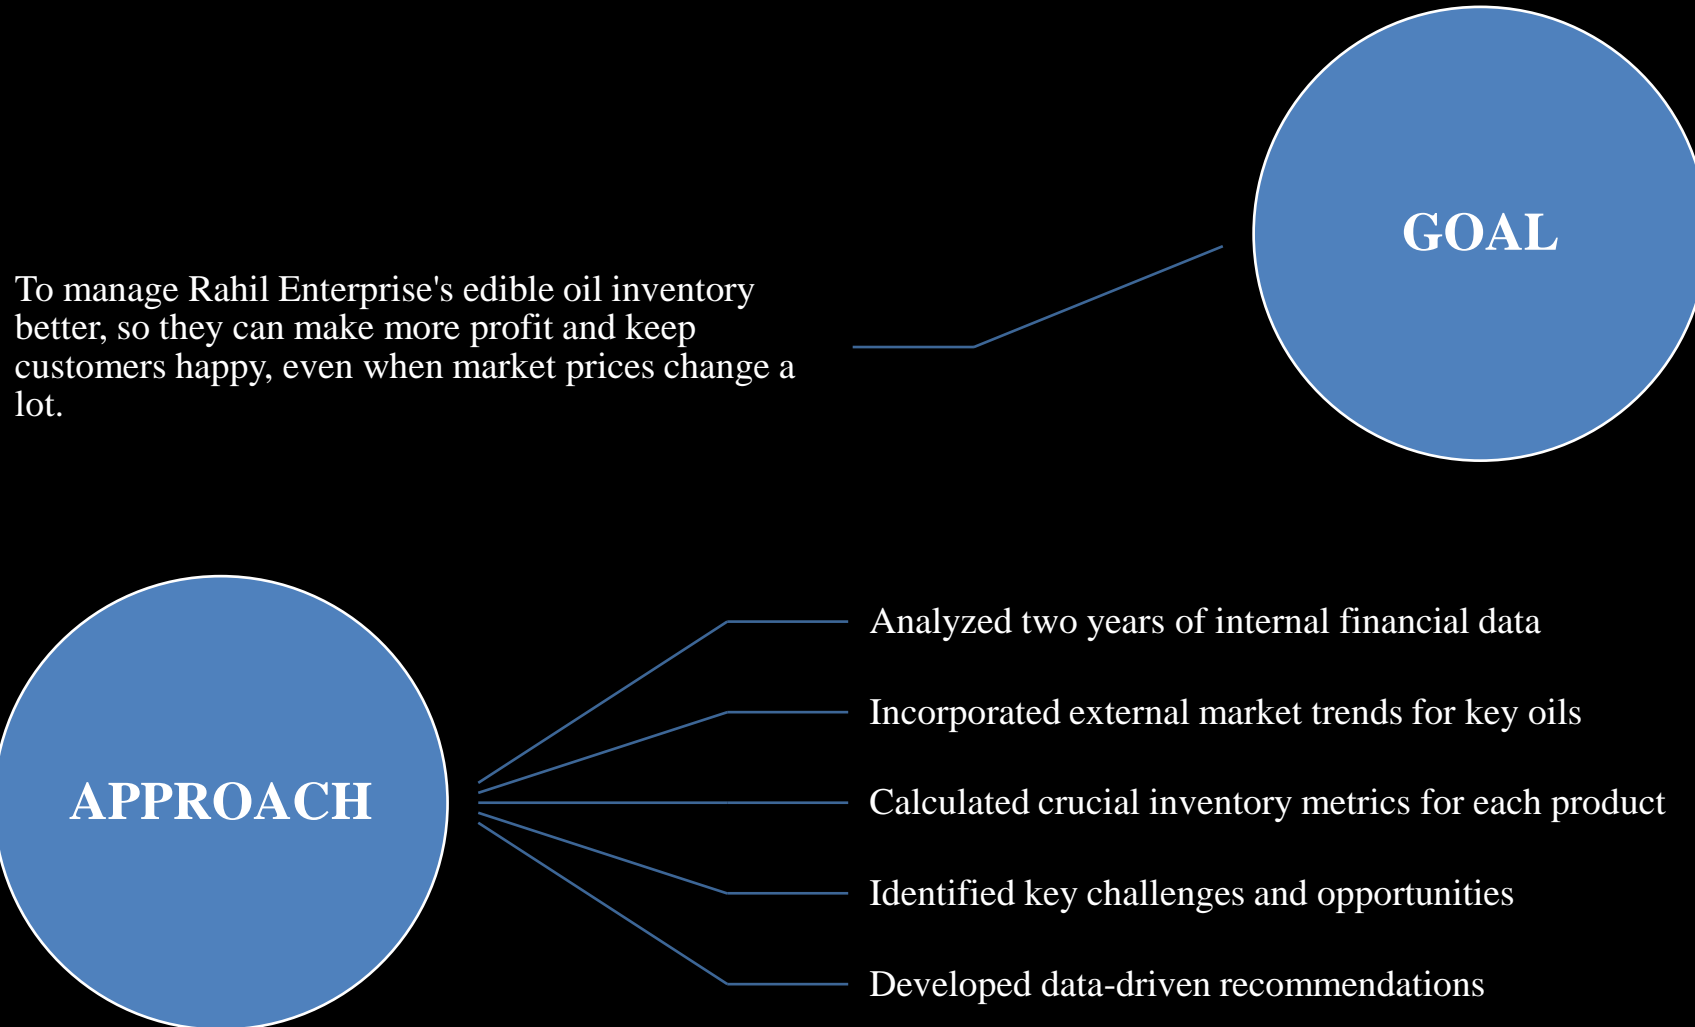 GOAL
To manage Rahil Enterprise's edible oil inventory
better, so they can make more profit and keep
customers happy, even when market prices change a
lot.
APPROACH
Analyzed two years of internal financial data
Incorporated external market trends for key oils
Calculated crucial inventory metrics for each product
Identified key challenges and opportunities
Developed data-driven recommendations